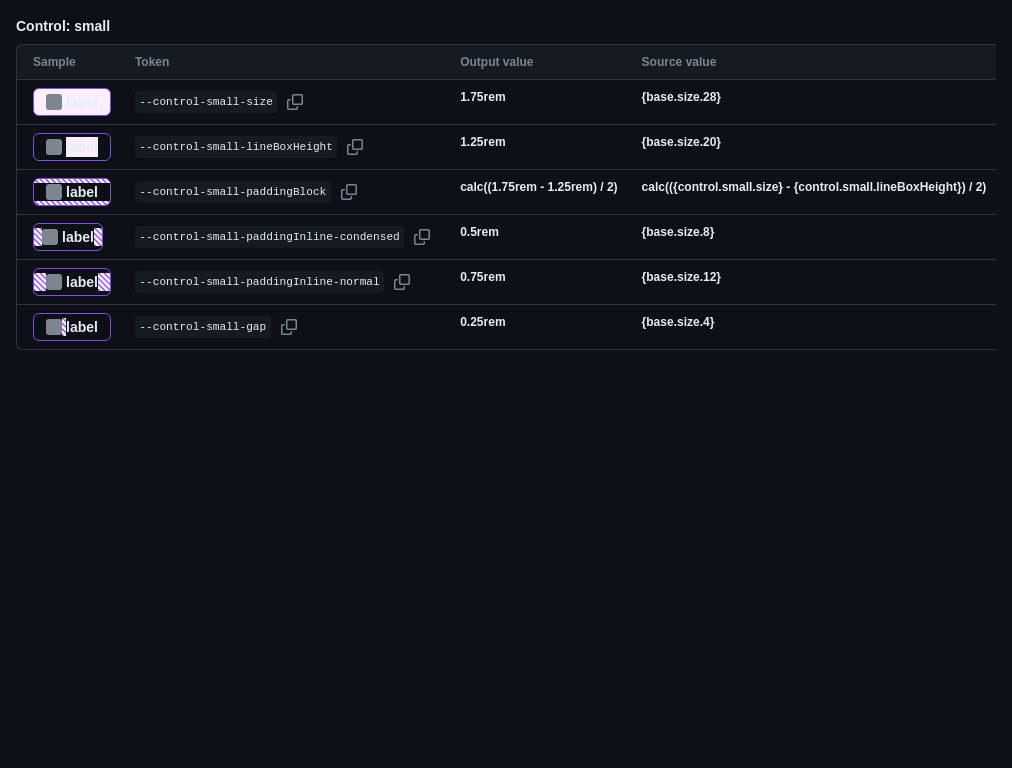 Control: small
Sample Token Output value Source value
label --control-small-size 1.75rem {base.size.28}
label --control-small-lineBoxHeight 1.25rem {base.size.20}
label --control-small-paddingBlock calc((1.75rem - 1.25rem) / 2) calc(({control.small.size} - {control.small.lineBoxHeight}) / 2)
label --control-small-paddingInline-condensed 0.5rem {base.size.8}
label --control-small-paddingInline-normal 0.75rem {base.size.12}
label --control-small-gap 0.25rem {base.size.4}